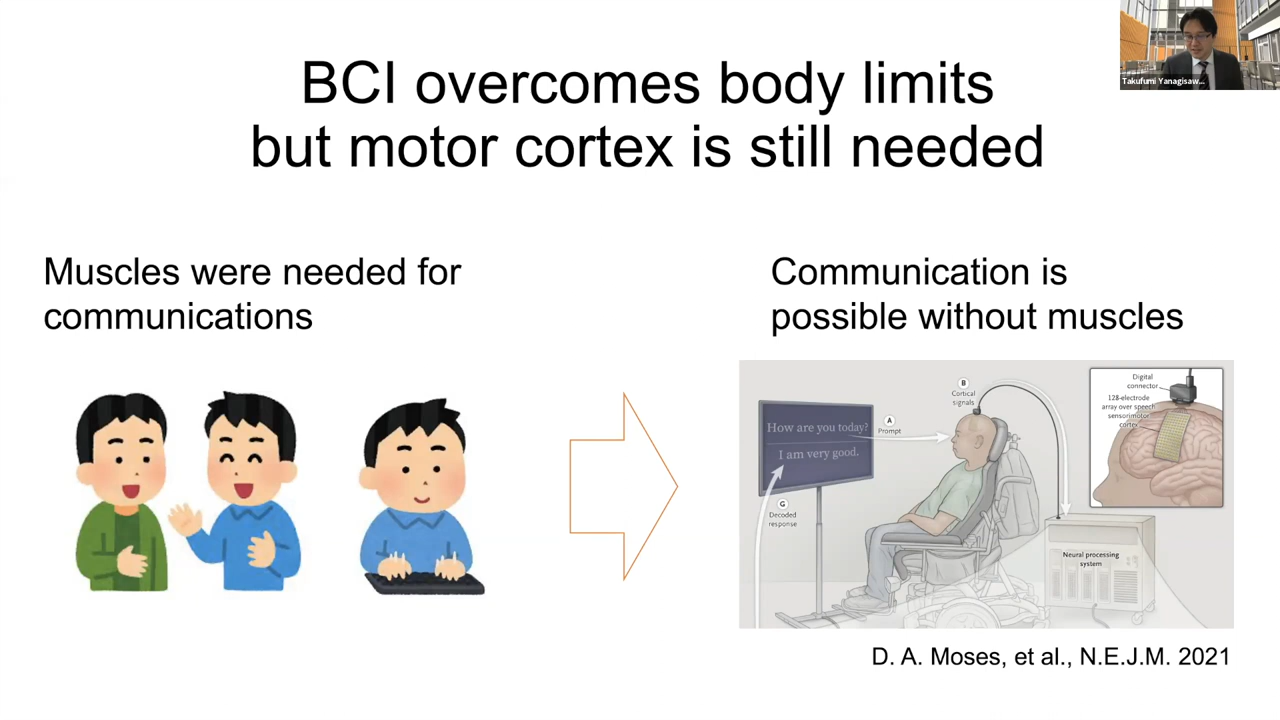 BCI overcomes body limits
but motor cortex is still needed
Takufumi Yanagisaw...
Muscles were needed for
communications
Communication is
possible without muscles
How are you today?
I am very good.
A
Prompt
B
Cortical
signals
G
Decoded
response
Digital
connector
128-electrode
array over speech
sensorimotor
cortex
Neural processing
system
D. A. Moses, et al., N.E.J.M. 2021